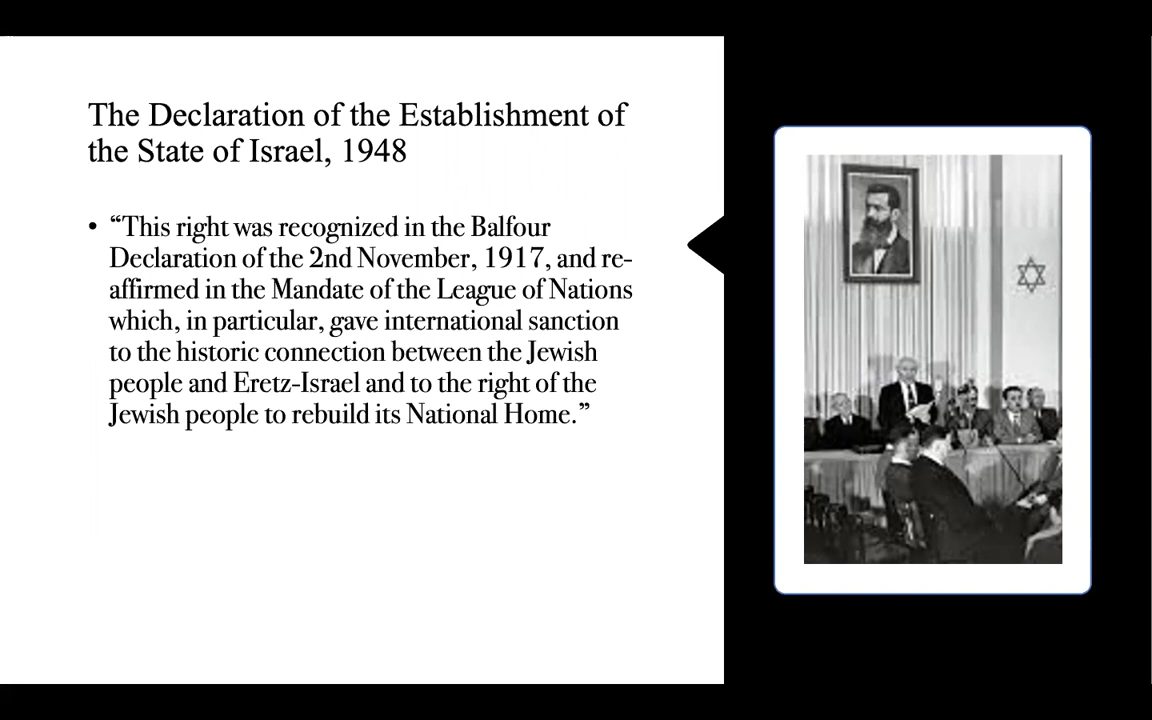 The Declaration of the Establishment of
the State of Israel, 1948
• “This right was recognized in the Balfour
Declaration of the 2nd November, 1917, and re-
affirmed in the Mandate of the League of Nations
which, in particular, gave international sanction
to the historic connection between the Jewish
people and Eretz-Israel and to the right of the
Jewish people to rebuild its National Home.”